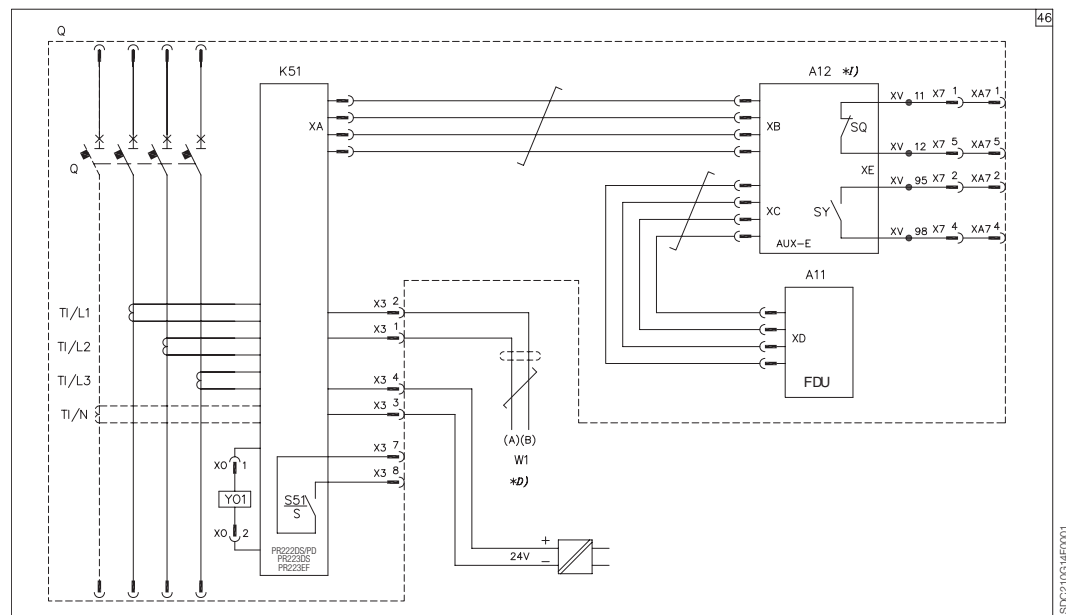 46
Q
K51
A12 *I)
XA
XB
SQ
XE
XV 11 X7 1 XA7 1
XV 12 X7 5 XA7 5
XV 95 X7 2 XA7 2
XV 98 X7 4 XA7 4
Q
XC
SY
AUX-E
A11
XD
FDU
TI/L1
TI/L2
TI/L3
TI/N
X3 2
X3 1
X3 4
X3 3
X3 7
X3 8
(A)(B)
W1
*D)
XO 1
YO1
XO 2
S51
S
PR222DS/PD
PR223DS
PR223EF
+
24V
−
SDC210G14F0001